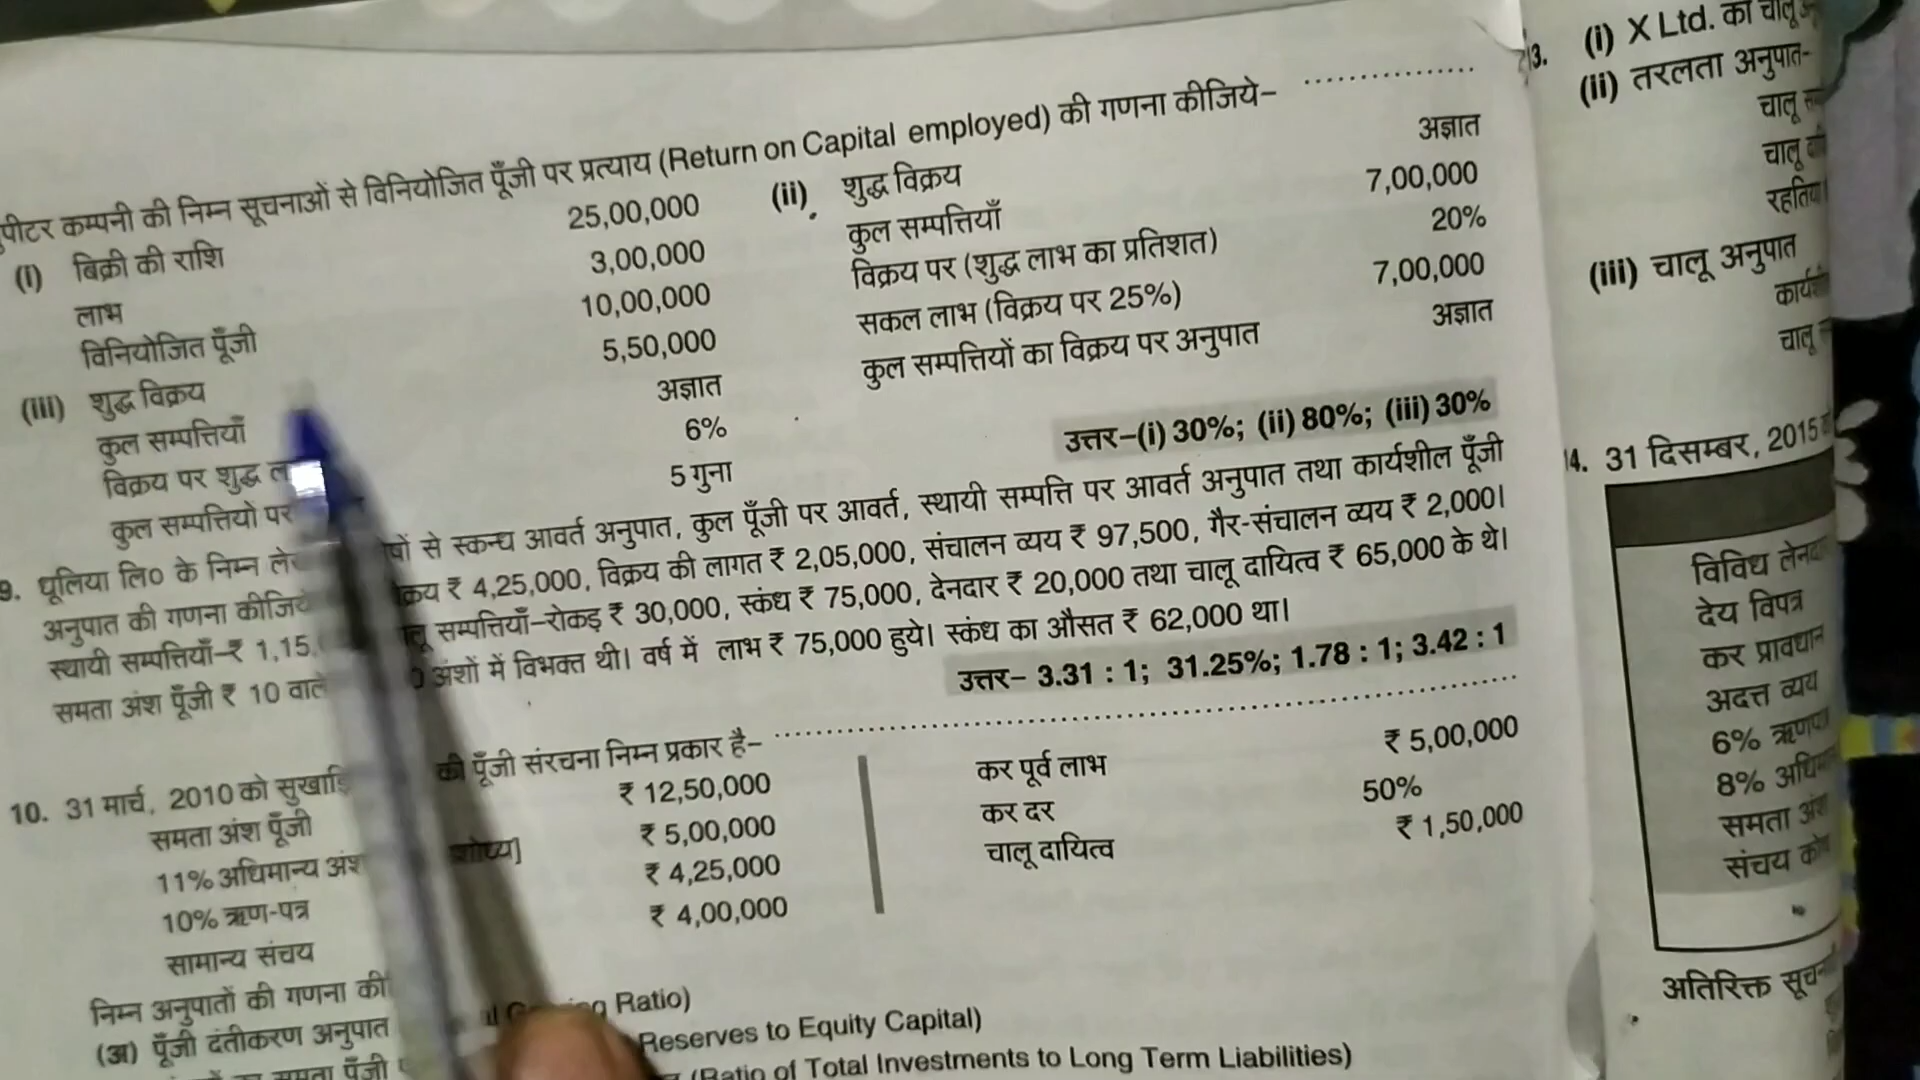 कम्पनी की निम्न सूचनाओं से विनियोजित पूँजी पर प्रत्याय (Return on Capital employed) की गणना कीजिये–
(i) बिक्री की राशि 25,00,000
लाभ 3,00,000
विनियोजित पूँजी 10,00,000
(iii) शुद्ध विक्रय 5,50,000
कुल सम्पत्तियाँ अज्ञात
विक्रय पर शुद्ध 6%
कुल सम्पत्तियों पर 5 गुना
(ii) शुद्ध विक्रय अज्ञात
कुल सम्पत्तियाँ 7,00,000
विक्रय पर (शुद्ध लाभ का प्रतिशत) 20%
सकल लाभ (विक्रय पर 25%) 7,00,000
कुल सम्पत्तियों का विक्रय पर अनुपात अज्ञात
उत्तर–(i) 30%; (ii) 80%; (iii) 30%
9. धूलिया लि० के निम्न से स्कन्ध आवर्त अनुपात, कुल पूँजी पर आवर्त, स्थायी सम्पत्ति पर आवर्त अनुपात तथा कार्यशील पूँजी
अनुपात की गणना ₹ 4,25,000, विक्रय की लागत ₹ 2,05,000, संचालन व्यय ₹ 97,500, गैर-संचालन व्यय ₹ 2,000।
स्थायी सम्पत्तियाँ–₹ 1,15, सम्पत्तियाँ–रोकड़ ₹ 30,000, स्कंध ₹ 75,000, देनदार ₹ 20,000 तथा चालू दायित्व ₹ 65,000 के थे।
समता अंश पूँजी ₹ 10 अंशों में विभक्त थी। वर्ष में लाभ ₹ 75,000 हुये। स्कंध का औसत ₹ 62,000 था।
उत्तर– 3.31 : 1; 31.25%; 1.78 : 1; 3.42 : 1
10. 31 मार्च, 2010 को की पूँजी संरचना निम्न प्रकार है–
समता अंश पूँजी ₹ 12,50,000
11% अधिमान्य ₹ 5,00,000
10% ऋण-पत्र ₹ 4,25,000
सामान्य संचय ₹ 4,00,000
कर पूर्व लाभ ₹ 5,00,000
कर दर 50%
चालू दायित्व ₹ 1,50,000
निम्न अनुपातों की गणना
(अ) पूँजी दंतीकरण अनुपात Ratio)
Reserves to Equity Capital)
(Ratio of Total Investments to Long Term Liabilities)
(i) X Ltd. का चालू
(ii) तरलता अनुपात–
चालू
चालू
(iii) चालू अनुपात
चालू
31 दिसम्बर, 2015
विविध
देय विपत्र
कर प्रावधान
अदत्त व्यय
6%
8%
समता
संचय
अतिरिक्त